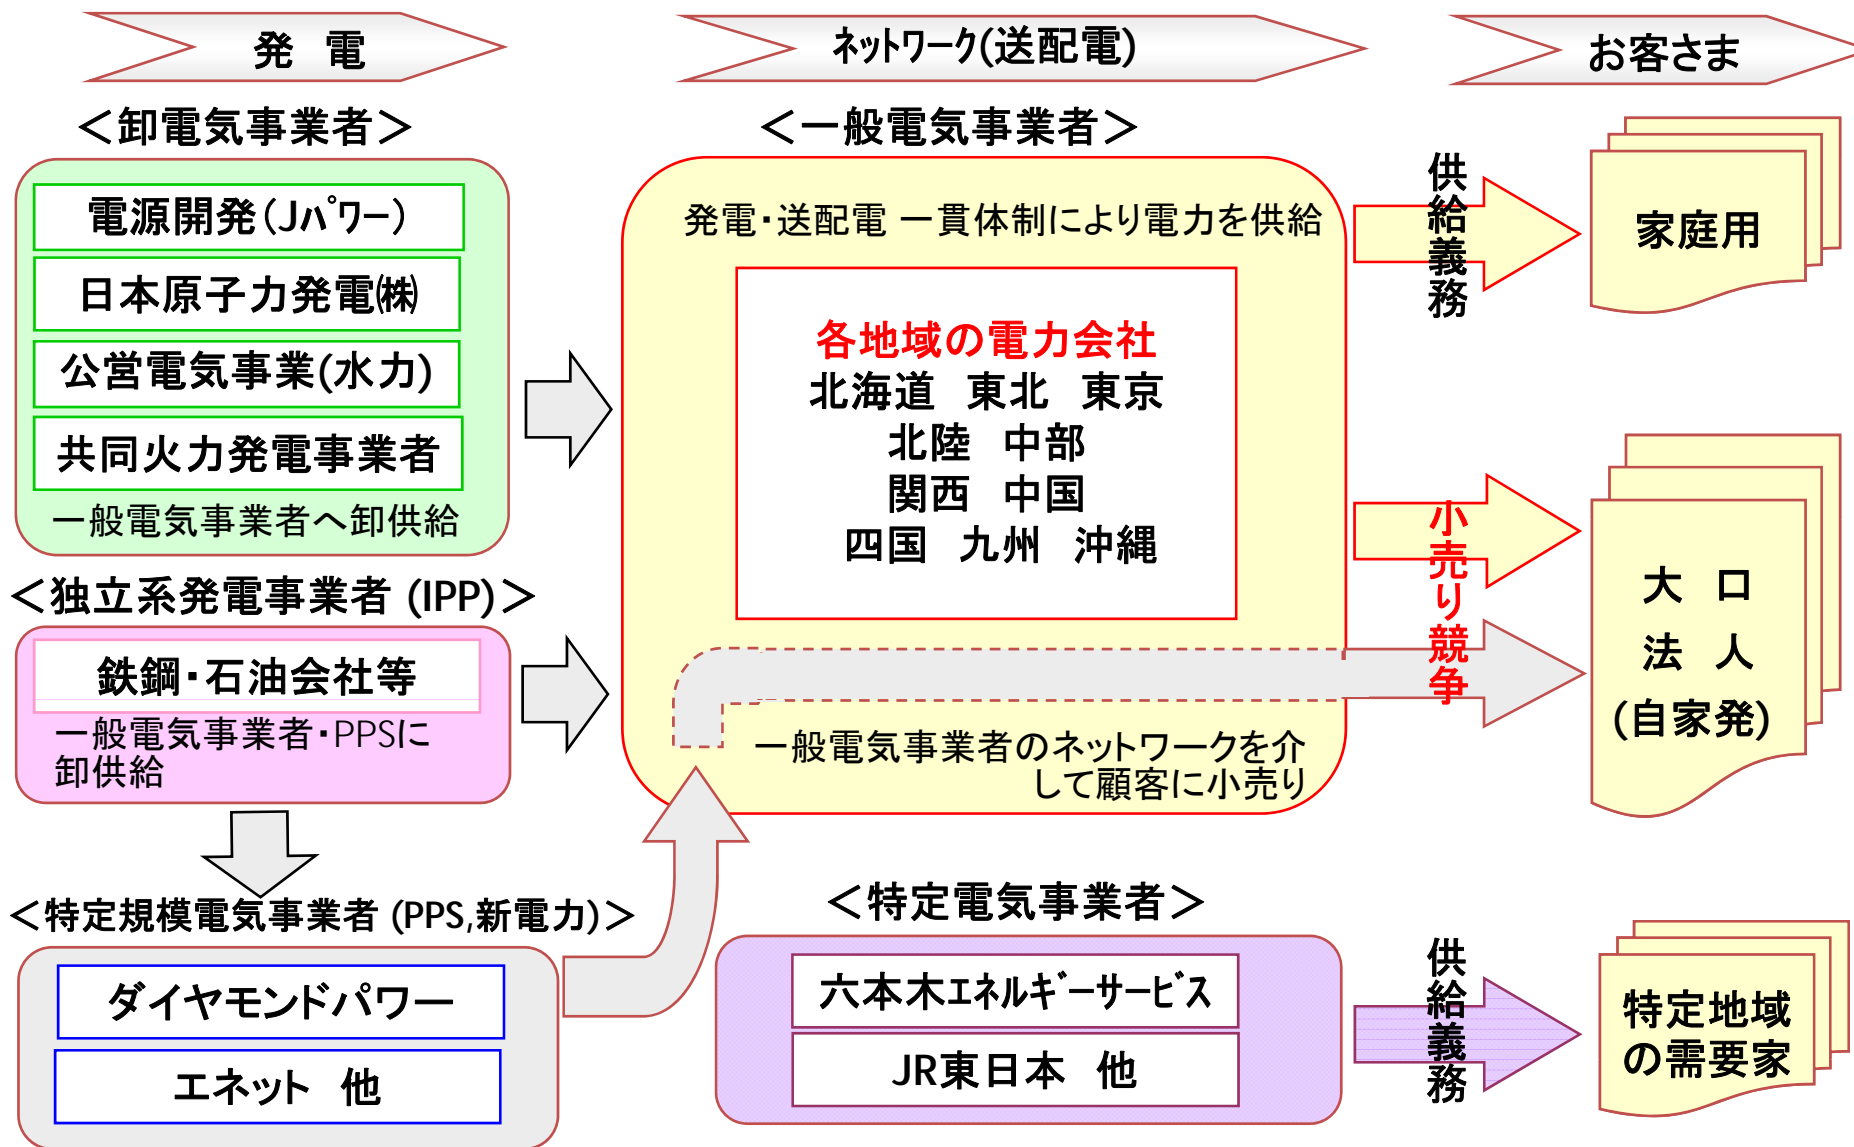 発 電
ネットワーク(送配電)
お客さま
＜卸電気事業者＞
電源開発(Jパワー)
日本原子力発電㈱
公営電気事業(水力)
共同火力発電事業者
一般電気事業者へ卸供給
＜独立系発電事業者 (IPP)＞
鉄鋼・石油会社等
一般電気事業者・PPSに
卸供給
＜特定規模電気事業者 (PPS,新電力)＞
ダイヤモンドパワー
エネット 他
＜一般電気事業者＞
発電・送配電 一貫体制により電力を供給
各地域の電力会社
北海道 東北 東京
北陸 中部
関西 中国
四国 九州 沖縄
一般電気事業者のネットワークを介
して顧客に小売り
＜特定電気事業者＞
六本木エネルギーサービス
JR東日本 他
供給義務
家庭用
小売り競争
大 口
法 人
(自家発)
供給義務
特定地域
の需要家